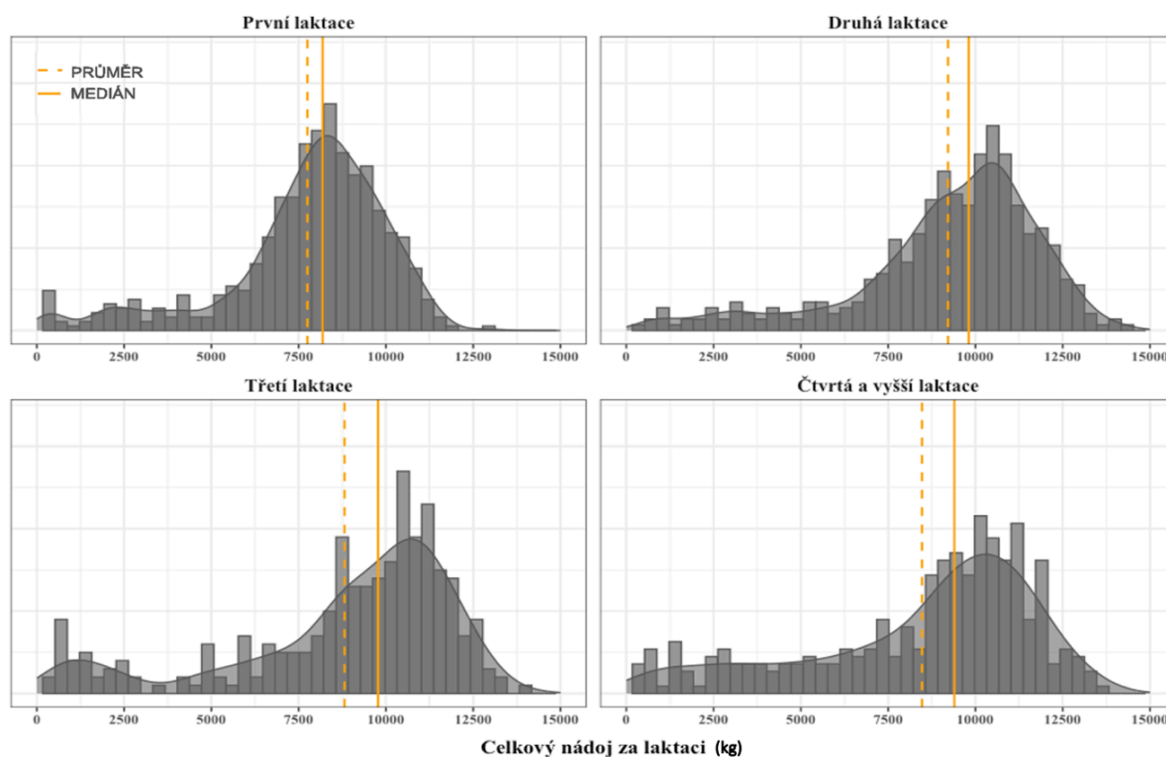 První laktace
Druhá laktace
PRŮMĚR
MEDIÁN
0 2500 5000 7500 10000 12500 15000
0 2500 5000 7500 10000 12500 15000
Třetí laktace
Čtvrtá a vyšší laktace
0 2500 5000 7500 10000 12500 15000
0 2500 5000 7500 10000 12500 15000
Celkový nádoj za laktaci (kg)